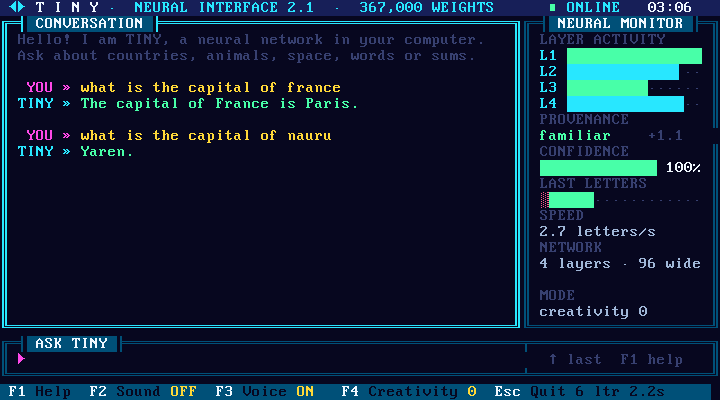 TINY · NEURAL INTERFACE 2.1 · 367,000 WEIGHTS ONLINE 03:06
CONVERSATION
Hello! I am TINY, a neural network in your computer.
Ask about countries, animals, space, words or sums.
YOU » what is the capital of france
TINY » The capital of France is Paris.
YOU » what is the capital of nauru
TINY » Yaren.
NEURAL MONITOR
LAYER ACTIVITY
L1
L2
L3
L4
PROVENANCE
familiar +1.1
CONFIDENCE
100%
LAST LETTERS
SPEED
2.7 letters/s
NETWORK
4 layers · 96 wide
MODE
creativity 0
ASK TINY
↑ last F1 help
F1 Help F2 Sound OFF F3 Voice ON F4 Creativity 0 Esc Quit 6 ltr 2.2s